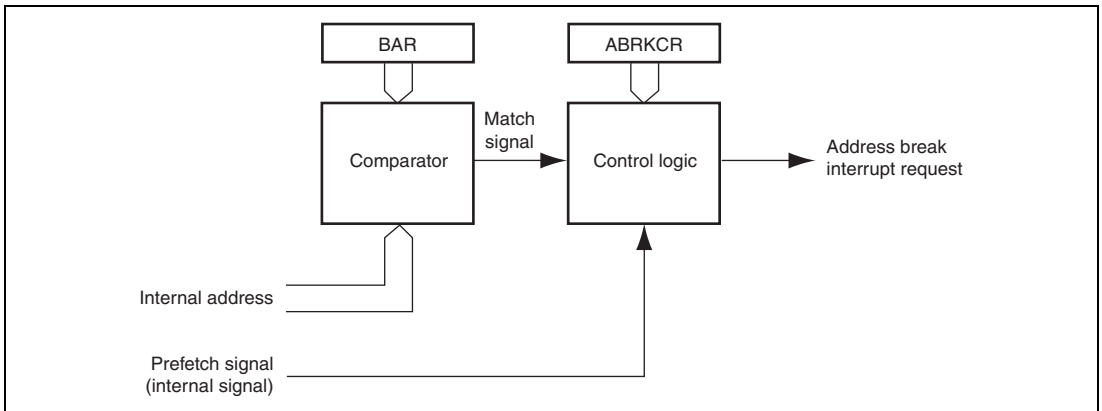 BAR
ABRKCR
Match
signal
Comparator
Control logic
Address break
interrupt request
Internal address
Prefetch signal
(internal signal)